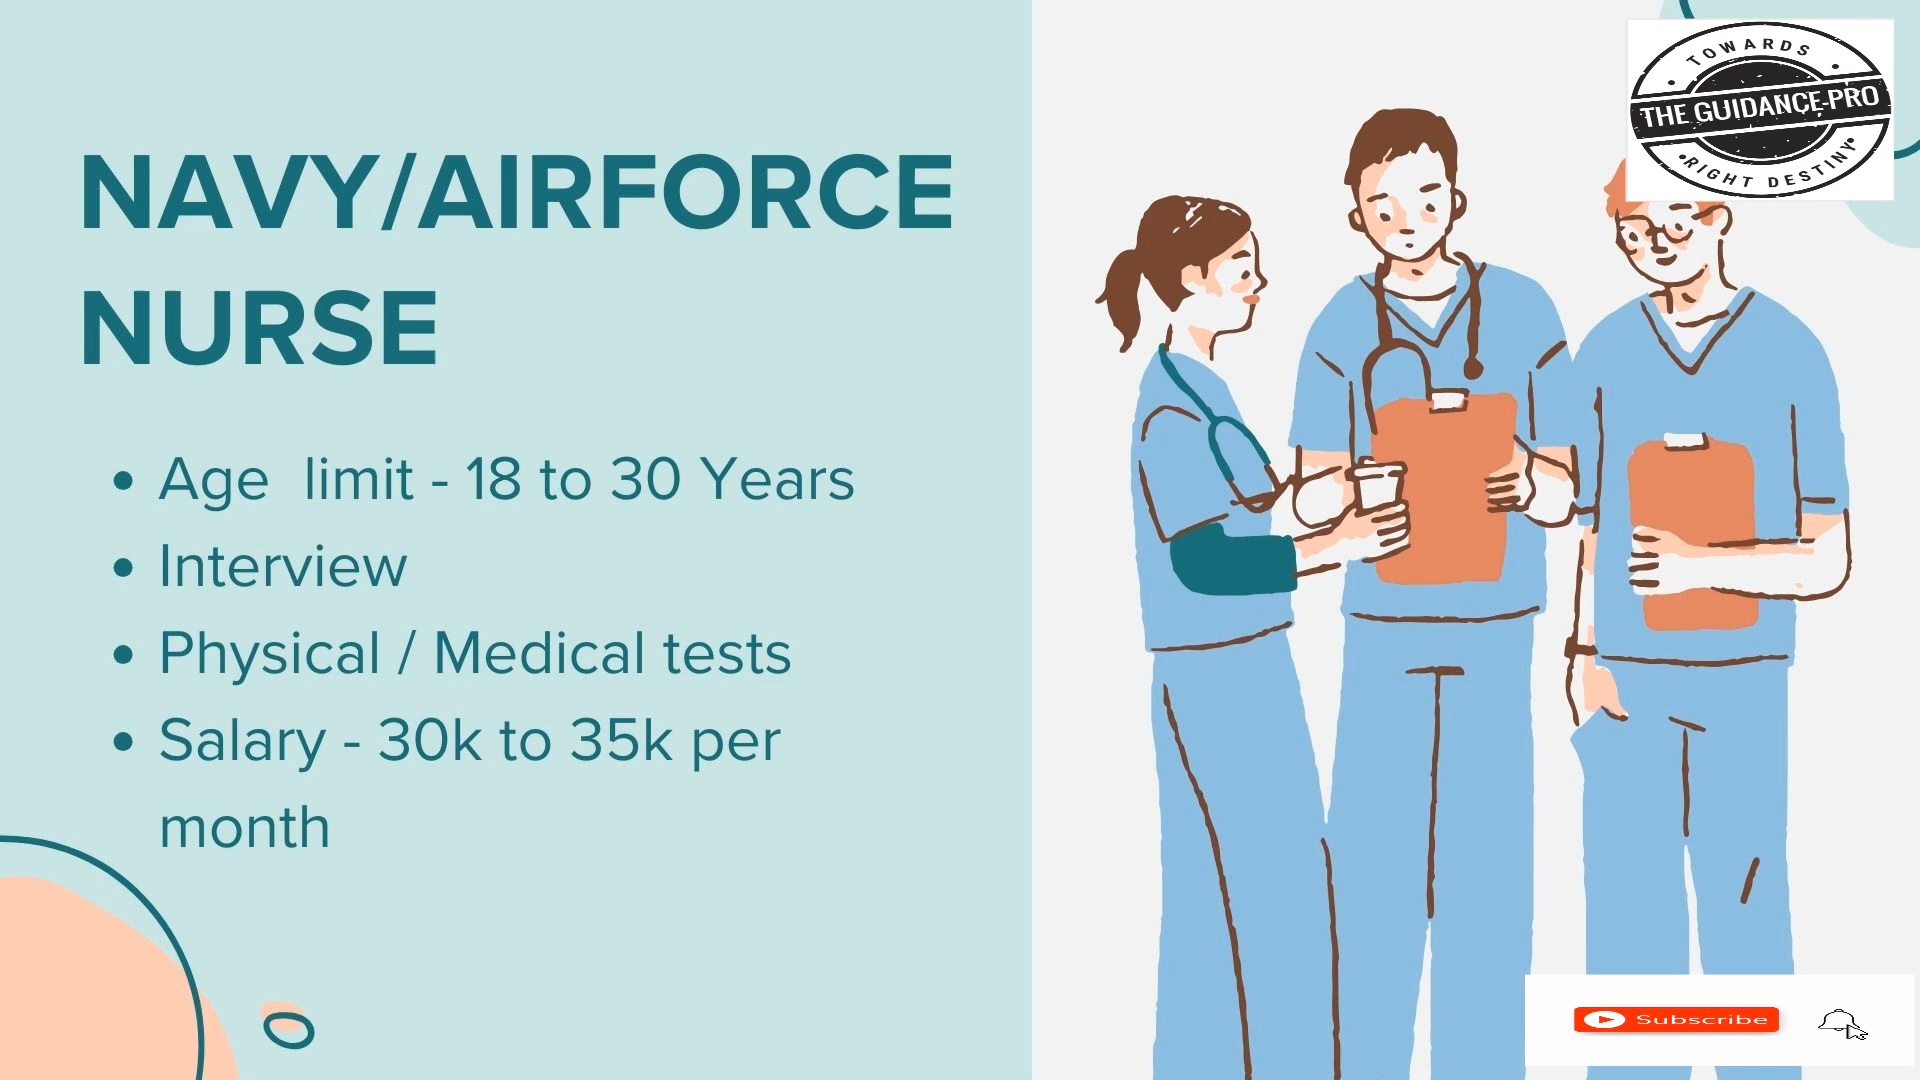 NAVY/AIRFORCE
NURSE
• Age limit - 18 to 30 Years
• Interview
• Physical / Medical tests
• Salary - 30k to 35k per
month
TOWARDS
THE GUIDANCE-PRO
RIGHT DESTINY
Subscribe